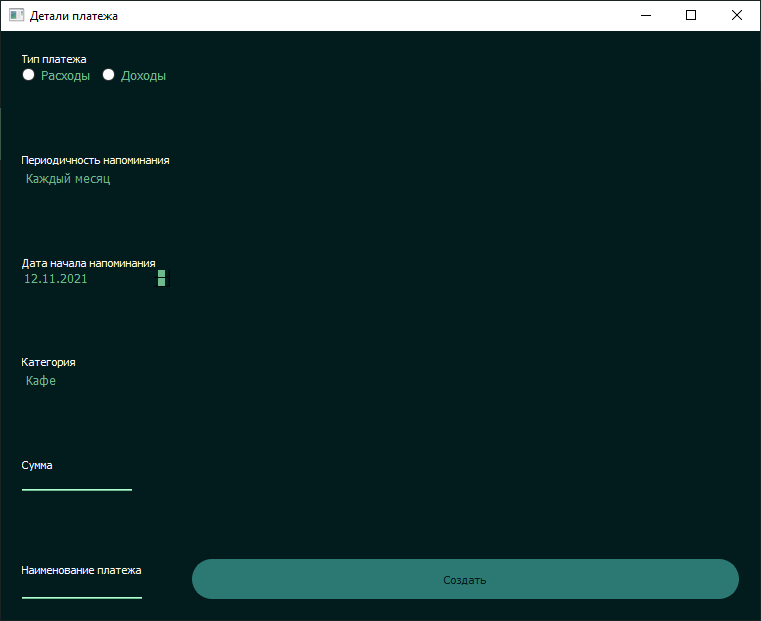 Детали платежа
Тип платежа
Расходы Доходы
Периодичность напоминания
Каждый месяц
Дата начала напоминания
12.11.2021
Категория
Кафе
Сумма
Наименование платежа
Создать